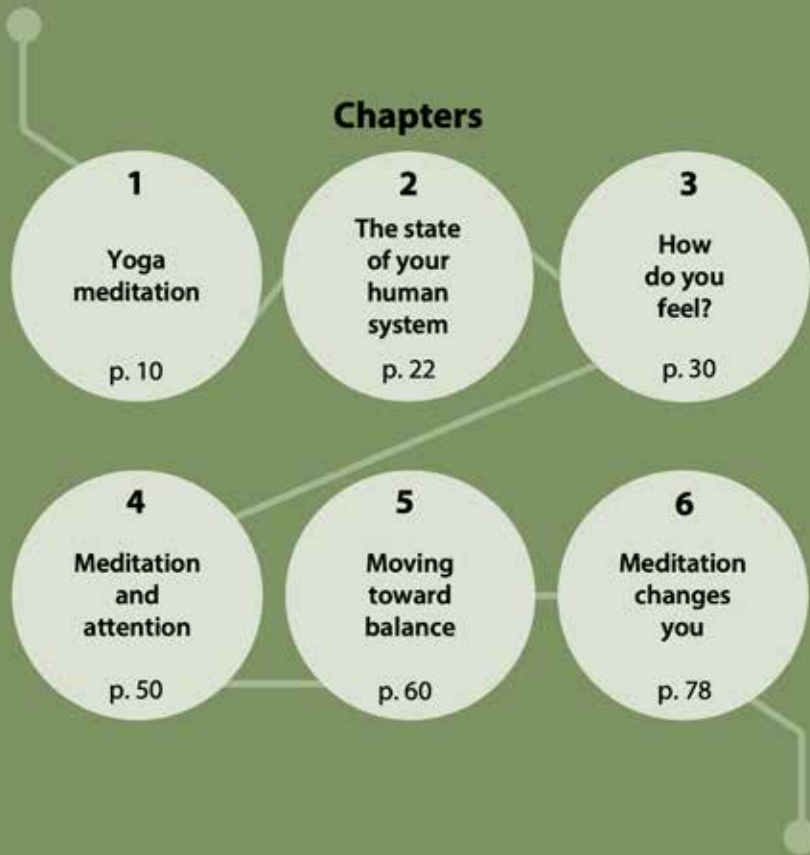 Chapters
1
Yoga
meditation
p. 10
2
The state
of your
human
system
p. 22
3
How
do you
feel?
p. 30
4
Meditation
and
attention
p. 50
5
Moving
toward
balance
p. 60
6
Meditation
changes
you
p. 78